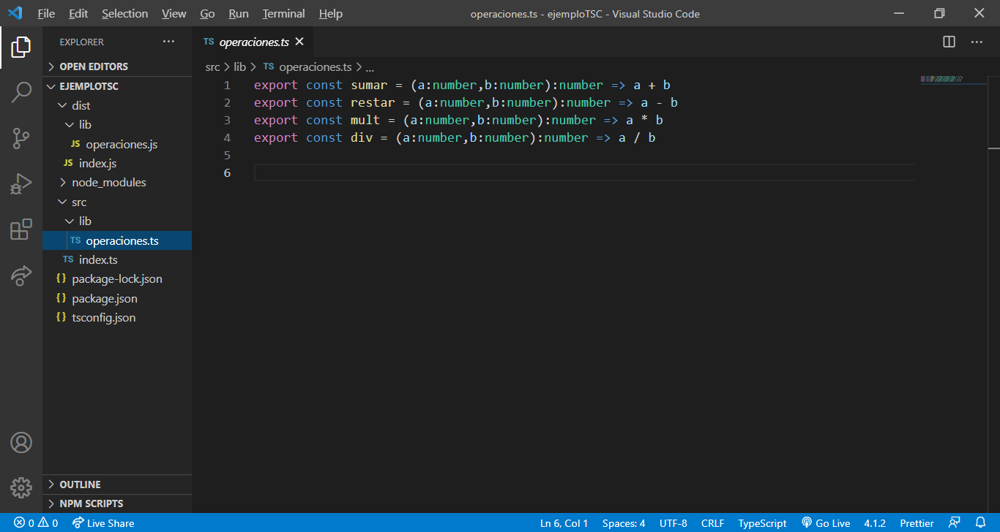 File Edit Selection View Go Run Terminal Help operaciones.ts - ejemploTSC - Visual Studio Code
EXPLORER
OPEN EDITORS
EJEMPLOTSC
dist
lib
JS operaciones.js
JS index.js
node_modules
src
lib
TS operaciones.ts
TS index.ts
{} package-lock.json
{} package.json
{} tsconfig.json
OUTLINE
NPM SCRIPTS
TS operaciones.ts
src > lib > TS operaciones.ts > ...
1 export const sumar = (a:number,b:number):number => a + b
2 export const restar = (a:number,b:number):number => a - b
3 export const mult = (a:number,b:number):number => a * b
4 export const div = (a:number,b:number):number => a / b
5
6
0 0 Live Share Ln 6, Col 1 Spaces: 4 UTF-8 CRLF TypeScript Go Live 4.1.2 Prettier